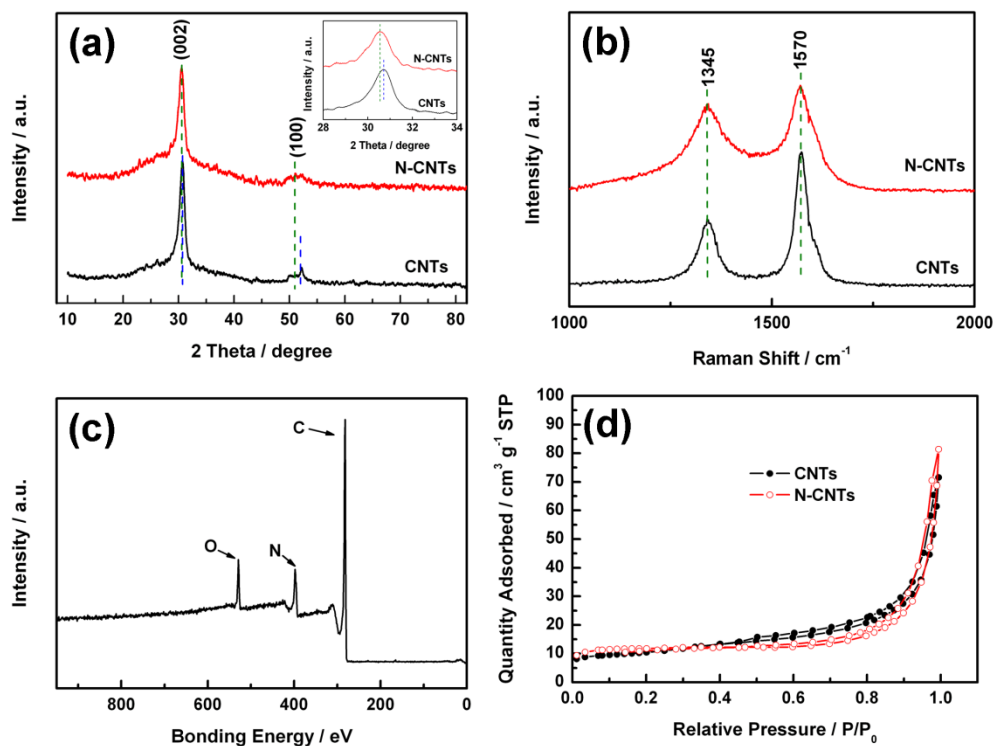 (a)
(002)
(100)
N-CNTs
CNTs
Intensity / a.u.
10 20 30 40 50 60 70 80
2 Theta / degree
Intensity / a.u.
N-CNTs
CNTs
28 30 32 34
2 Theta / degree
(b)
1345
1570
N-CNTs
CNTs
Intensity / a.u.
1000 1500 2000
Raman Shift / cm⁻¹
(c)
C
O
N
Intensity / a.u.
800 600 400 200 0
Bonding Energy / eV
(d)
CNTs
N-CNTs
Quantity Adsorbed / cm³ g⁻¹ STP
100
90
80
70
60
50
40
30
20
10
0
0.0 0.2 0.4 0.6 0.8 1.0
Relative Pressure / P/P₀